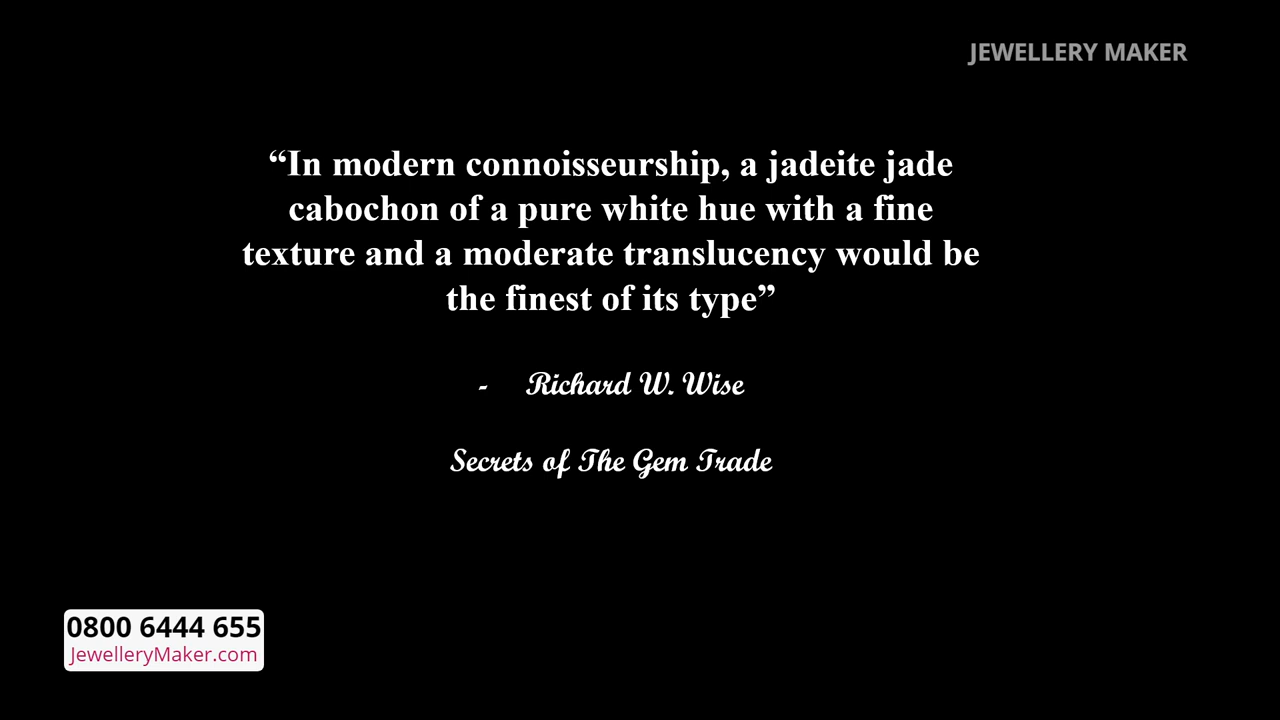 JEWELLERY MAKER
“In modern connoisseurship, a jadeite jade
cabochon of a pure white hue with a fine
texture and a moderate translucency would be
the finest of its type”
- Richard W. Wise
Secrets of The Gem Trade
0800 6444 655
JewelleryMaker.com